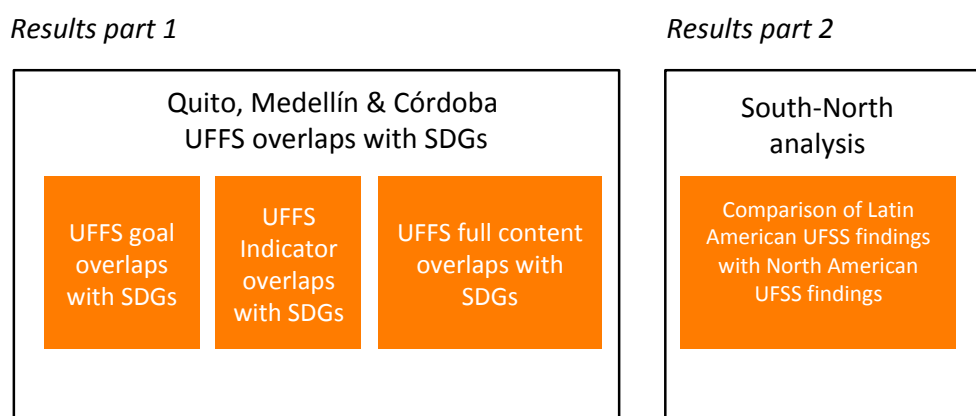 Results part 1
Quito, Medellín & Córdoba
UFFS overlaps with SDGs
UFFS goal
overlaps
with SDGs
UFFS
Indicator
overlaps
with SDGs
UFFS full content
overlaps with
SDGs
Results part 2
South-North
analysis
Comparison of Latin
American UFSS findings
with North American
UFSS findings